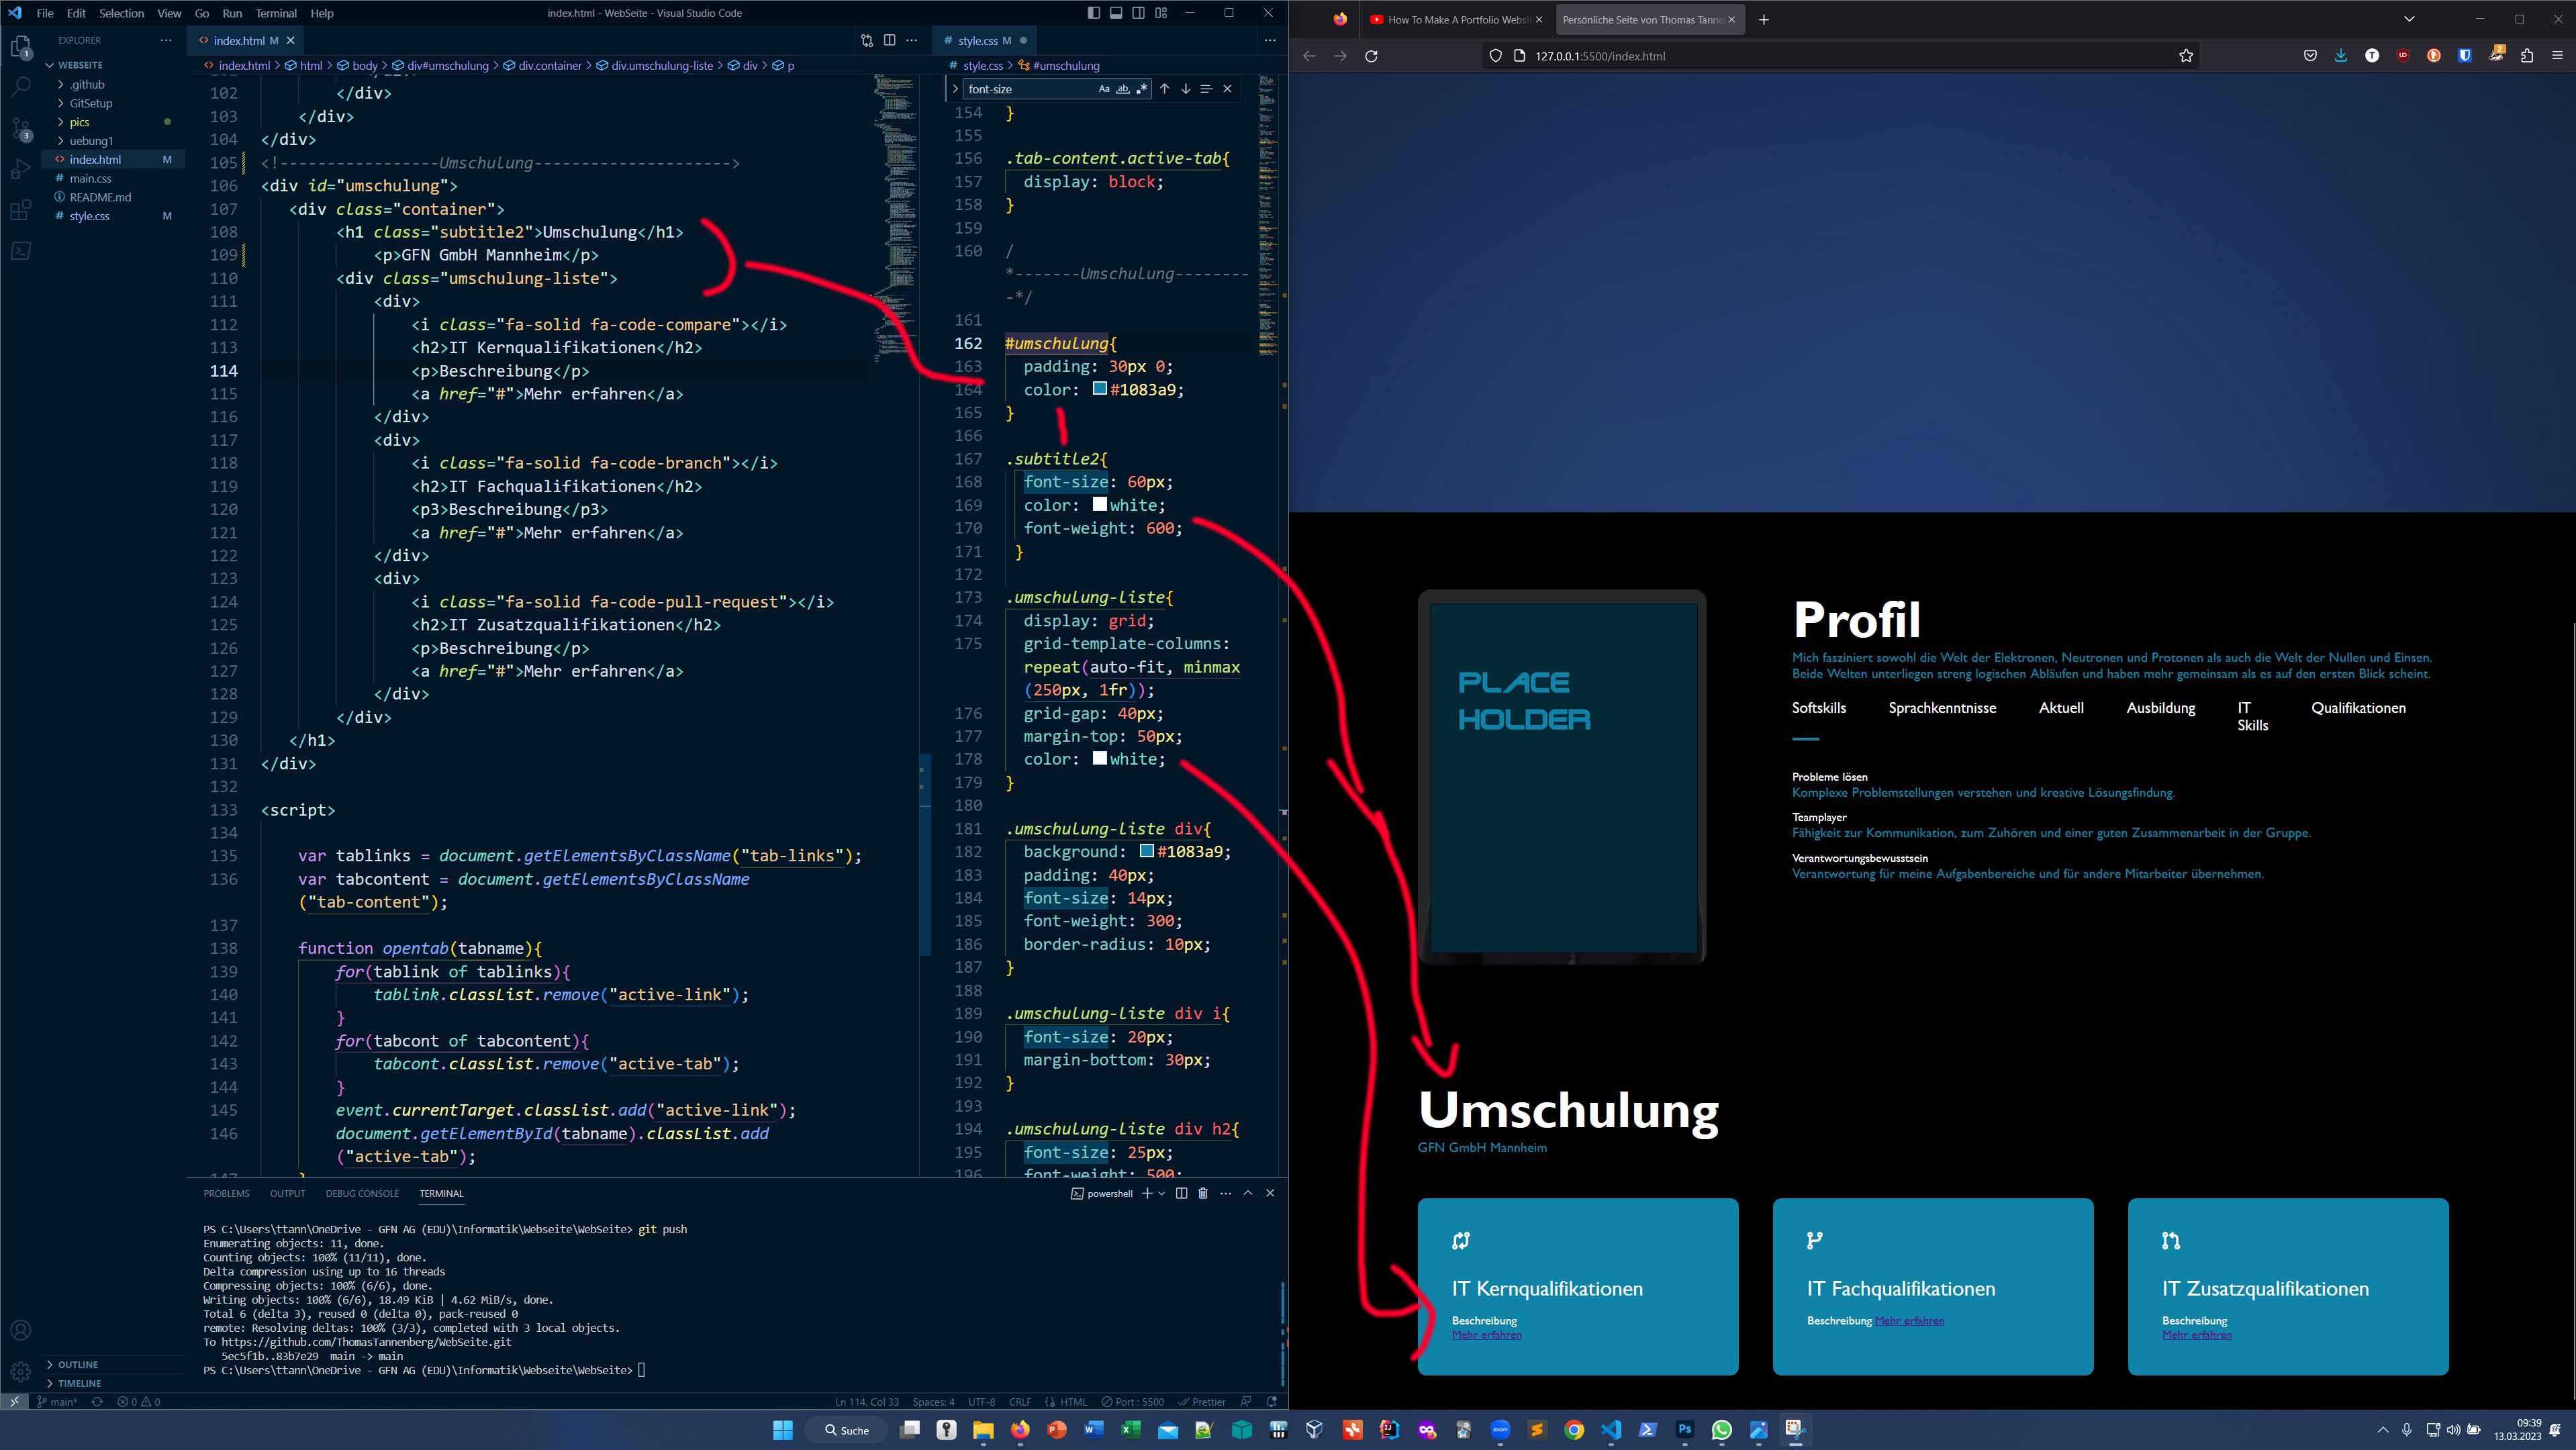 File Edit Selection View Go Run Terminal Help
index.html - WebSeite - Visual Studio Code
EXPLORER
WEBSEITE
.github
GitSetup
pics
uebung1
index.html M
main.css
README.md
style.css M
OUTLINE
TIMELINE
index.html M
index.html > html > body > div#umschulung > div.container > div.umschulung-liste > div > p
102 </div>
103 </div>
104 </div>
105 <!-----------------Umschulung--------------------->
106 <div id="umschulung">
107 <div class="container">
108 <h1 class="subtitle2">Umschulung</h1>
109 <p>GFN GmbH Mannheim</p>
110 <div class="umschulung-liste">
111 <div>
112 <i class="fa-solid fa-code-compare"></i>
113 <h2>IT Kernqualifikationen</h2>
114 <p>Beschreibung</p>
115 <a href="#">Mehr erfahren</a>
116 </div>
117 <div>
118 <i class="fa-solid fa-code-branch"></i>
119 <h2>IT Fachqualifikationen</h2>
120 <p3>Beschreibung</p3>
121 <a href="#">Mehr erfahren</a>
122 </div>
123 <div>
124 <i class="fa-solid fa-code-pull-request"></i>
125 <h2>IT Zusatzqualifikationen</h2>
126 <p>Beschreibung</p>
127 <a href="#">Mehr erfahren</a>
128 </div>
129 </div>
130 </h1>
131 </div>
132
133 <script>
134
135 var tablinks = document.getElementsByClassName("tab-links");
136 var tabcontent = document.getElementsByClassName
("tab-content");
137
138 function opentab(tabname){
139 for(tablink of tablinks){
140 tablink.classList.remove("active-link");
141 }
142 for(tabcont of tabcontent){
143 tabcont.classList.remove("active-tab");
144 }
145 event.currentTarget.classList.add("active-link");
146 document.getElementById(tabname).classList.add
("active-tab");
style.css M
style.css > #umschulung
font-size
154 }
155
156 .tab-content.active-tab{
157 display: block;
158 }
159
160 /
*-------Umschulung--------
-*/
161
162 #umschulung{
163 padding: 30px 0;
164 color: #1083a9;
165 }
166
167 .subtitle2{
168 font-size: 60px;
169 color: white;
170 font-weight: 600;
171 }
172
173 .umschulung-liste{
174 display: grid;
175 grid-template-columns:
repeat(auto-fit, minmax
(250px, 1fr));
176 grid-gap: 40px;
177 margin-top: 50px;
178 color: white;
179 }
180
181 .umschulung-liste div{
182 background: #1083a9;
183 padding: 40px;
184 font-size: 14px;
185 font-weight: 300;
186 border-radius: 10px;
187 }
188
189 .umschulung-liste div i{
190 font-size: 20px;
191 margin-bottom: 30px;
192 }
193
194 .umschulung-liste div h2{
195 font-size: 25px;
196 font-weight: 500;
PROBLEMS OUTPUT DEBUG CONSOLE TERMINAL
powershell
PS C:\Users\ttann\OneDrive - GFN AG (EDU)\Informatik\Webseite\WebSeite> git push
Enumerating objects: 11, done.
Counting objects: 100% (11/11), done.
Delta compression using up to 16 threads
Compressing objects: 100% (6/6), done.
Writing objects: 100% (6/6), 18.49 KiB | 4.62 MiB/s, done.
Total 6 (delta 3), reused 0 (delta 0), pack-reused 0
remote: Resolving deltas: 100% (3/3), completed with 3 local objects.
To https://github.com/ThomasTannenberg/WebSeite.git
5ec5f1b..83b7e29 main -> main
PS C:\Users\ttann\OneDrive - GFN AG (EDU)\Informatik\Webseite\WebSeite>
main* 0 0
Ln 114, Col 33 Spaces: 4 UTF-8 CRLF HTML Port : 5500 Prettier
How To Make A Portfolio Websi
Persönliche Seite von Thomas Tanne
127.0.0.1:5500/index.html
PLACE
HOLDER
Profil
Mich fasziniert sowohl die Welt der Elektronen, Neutronen und Protonen als auch die Welt der Nullen und Einsen.
Beide Welten unterliegen streng logischen Abläufen und haben mehr gemeinsam als es auf den ersten Blick scheint.
Softskills Sprachkenntnisse Aktuell Ausbildung IT Skills Qualifikationen
Probleme lösen
Komplexe Problemstellungen verstehen und kreative Lösungsfindung.
Teamplayer
Fähigkeit zur Kommunikation, zum Zuhören und einer guten Zusammenarbeit in der Gruppe.
Verantwortungsbewusstsein
Verantwortung für meine Aufgabenbereiche und für andere Mitarbeiter übernehmen.
Umschulung
GFN GmbH Mannheim
IT Kernqualifikationen
Beschreibung
Mehr erfahren
IT Fachqualifikationen
Beschreibung Mehr erfahren
IT Zusatzqualifikationen
Beschreibung
Mehr erfahren
Suche
09:39
13.03.2023